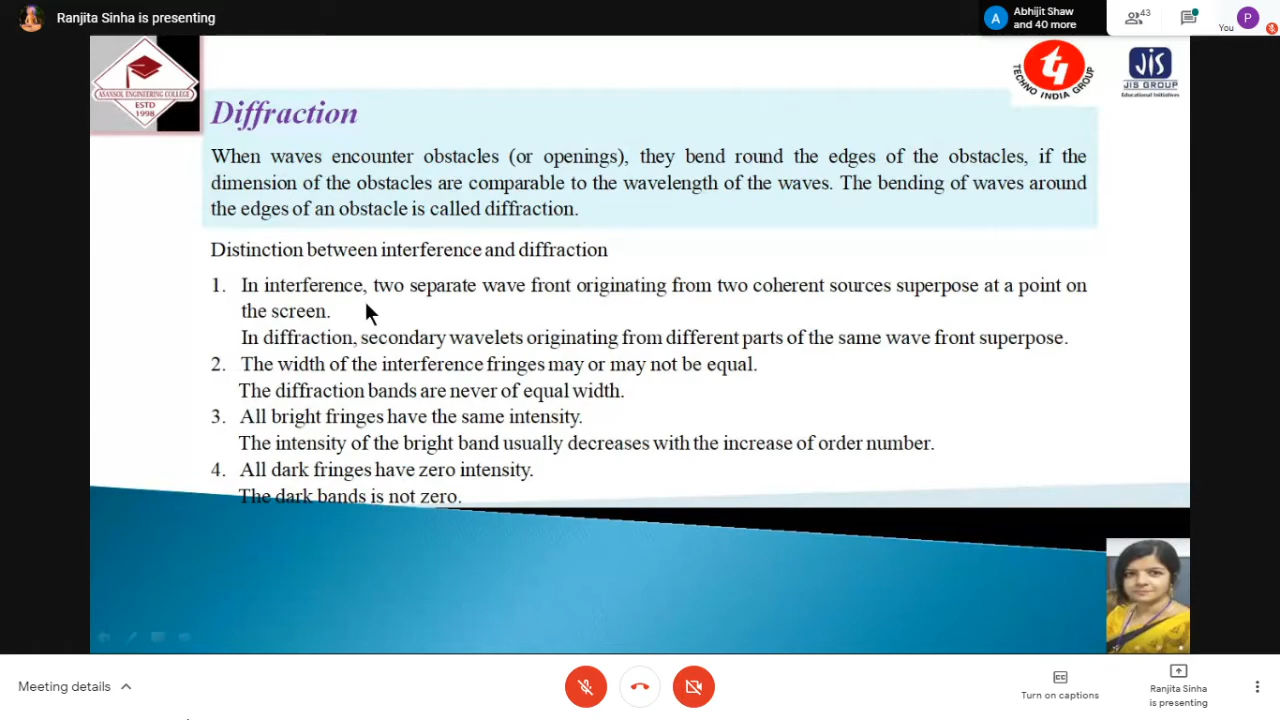 Ranjita Sinha is presenting
A
Abhijit Shaw
and 40 more
43
You
P
ASANSOL ENGINEERING COLLEGE
ESTD
1998
TECHNO INDIA GROUP
JIS
JIS GROUP
Educational Initiatives
Diffraction
When waves encounter obstacles (or openings), they bend round the edges of the obstacles, if the
dimension of the obstacles are comparable to the wavelength of the waves. The bending of waves around
the edges of an obstacle is called diffraction.
Distinction between interference and diffraction
1. In interference, two separate wave front originating from two coherent sources superpose at a point on
the screen.
In diffraction, secondary wavelets originating from different parts of the same wave front superpose.
2. The width of the interference fringes may or may not be equal.
The diffraction bands are never of equal width.
3. All bright fringes have the same intensity.
The intensity of the bright band usually decreases with the increase of order number.
4. All dark fringes have zero intensity.
The dark bands is not zero.
Meeting details
CC
Turn on captions
Ranjita Sinha
is presenting